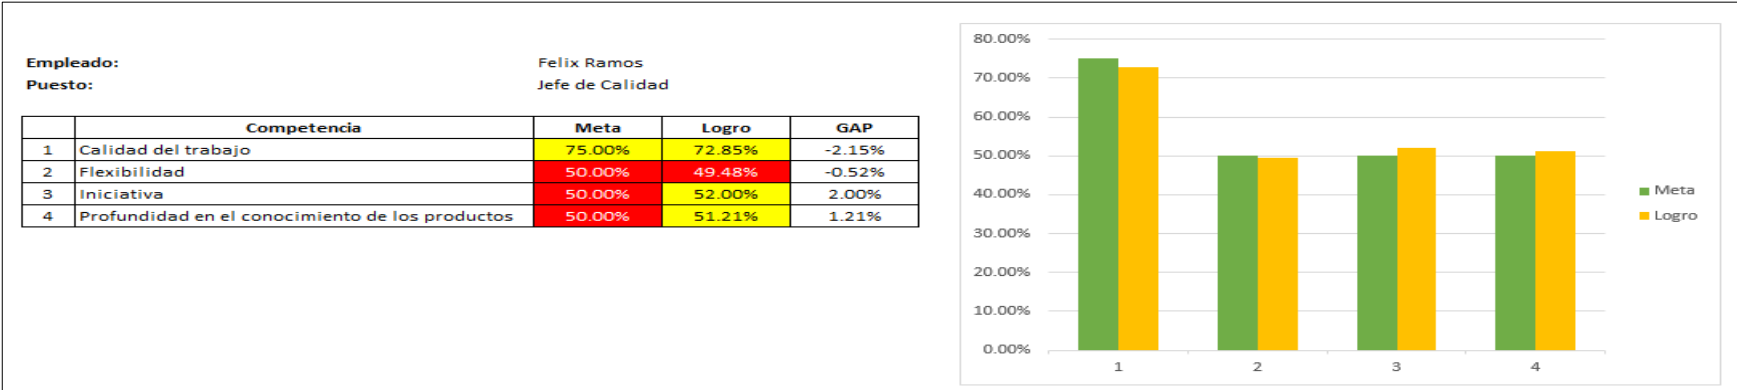 Empleado: Felix Ramos
Puesto: Jefe de Calidad
Competencia Meta Logro GAP
1 Calidad del trabajo 75.00% 72.85% -2.15%
2 Flexibilidad 50.00% 49.48% -0.52%
3 Iniciativa 50.00% 52.00% 2.00%
4 Profundidad en el conocimiento de los productos 50.00% 51.21% 1.21%
80.00%
70.00%
60.00%
50.00%
40.00%
30.00%
20.00%
10.00%
0.00%
1 2 3 4
Meta
Logro